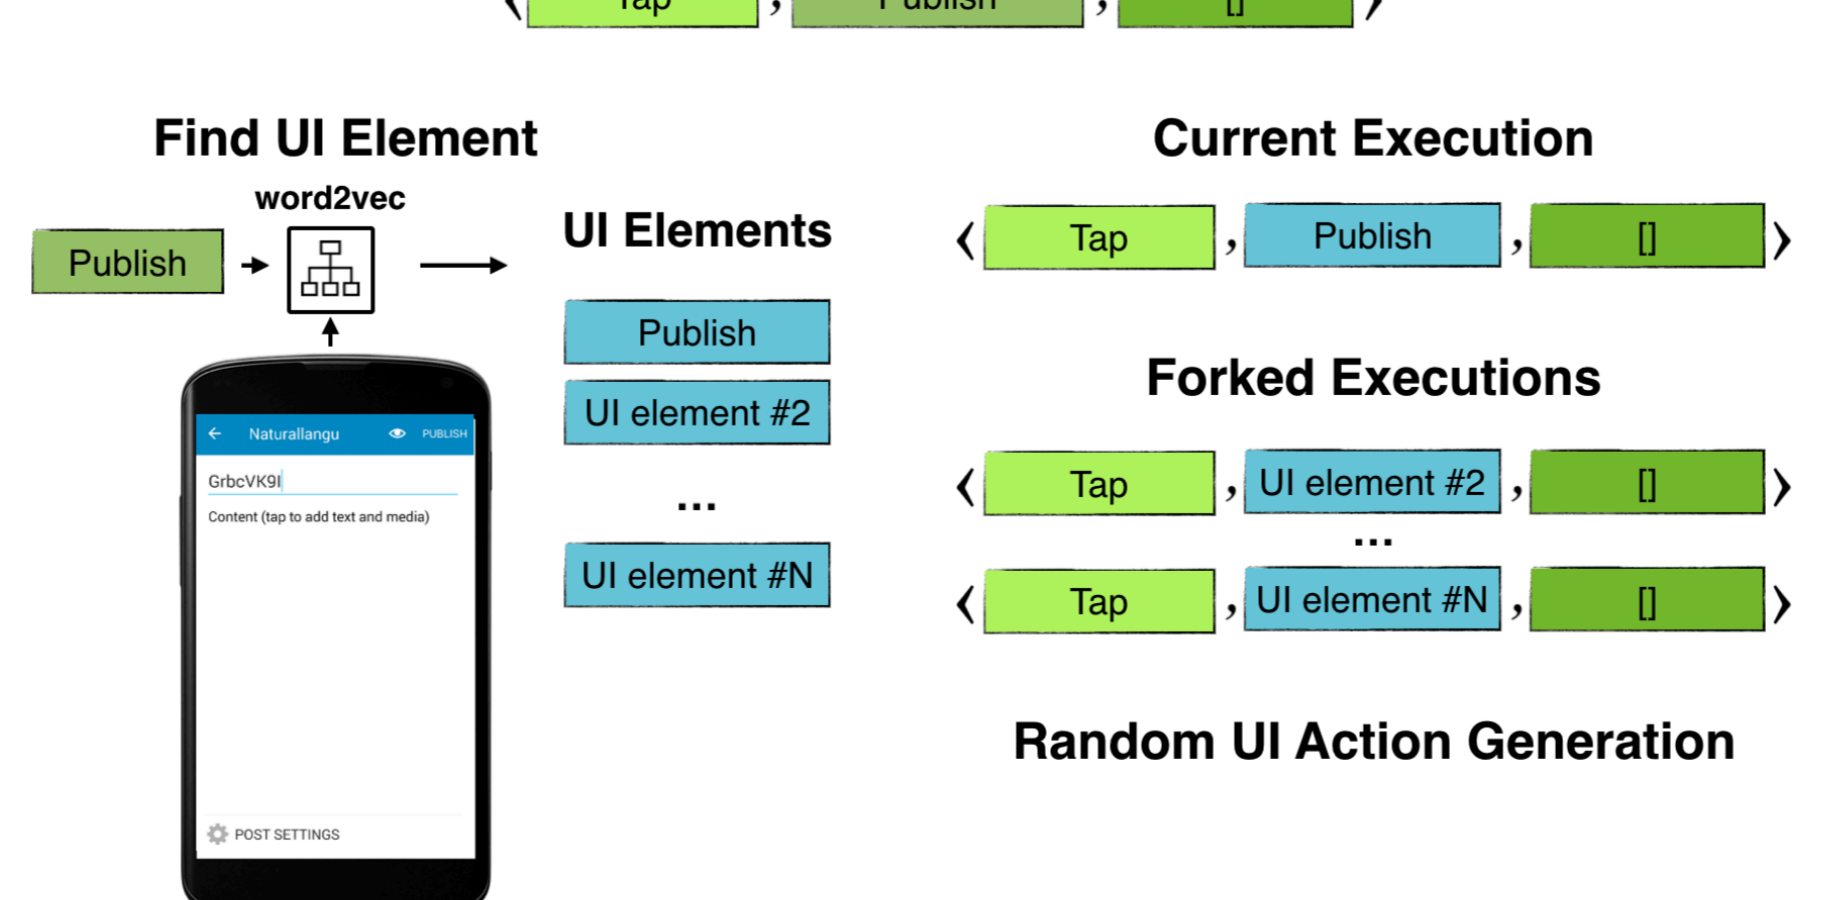 ⟨ Tap , Publish , [] ⟩
Find UI Element
word2vec
Publish
UI Elements
Publish
UI element #2
...
UI element #N
← Naturallangu PUBLISH
GrbcVK9I
Content (tap to add text and media)
POST SETTINGS
Current Execution
⟨ Tap , Publish , [] ⟩
Forked Executions
⟨ Tap , UI element #2 , [] ⟩
...
⟨ Tap , UI element #N , [] ⟩
Random UI Action Generation